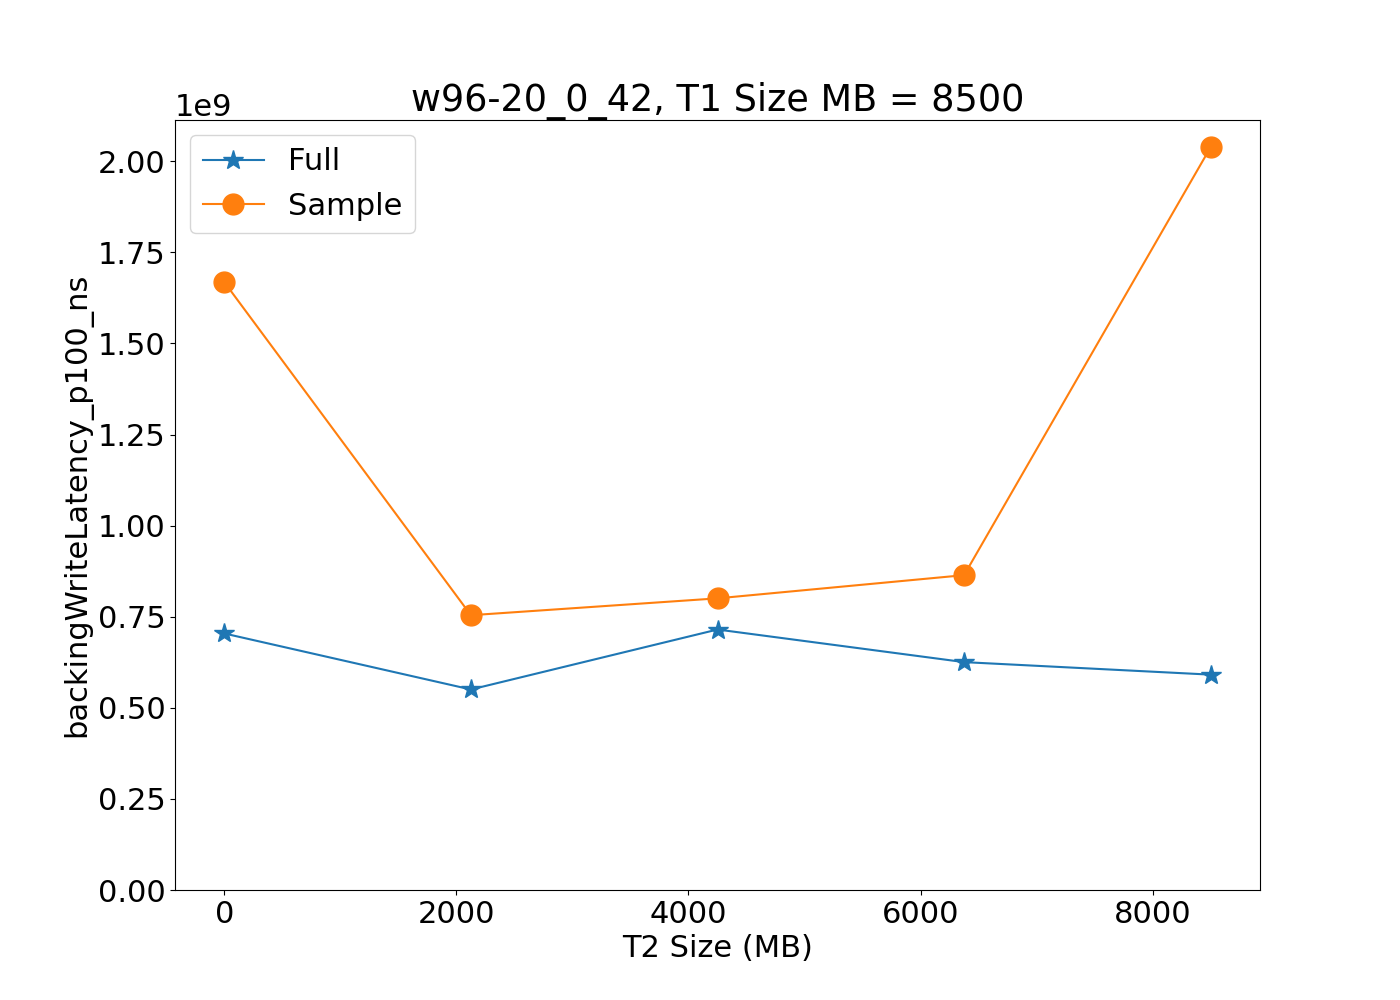 w96-20_0_42, T1 Size MB = 8500
1e9
Full
Sample
2.00
1.75
1.50
1.25
1.00
0.75
0.50
0.25
0.00
backingWriteLatency_p100_ns
0 2000 4000 6000 8000
T2 Size (MB)